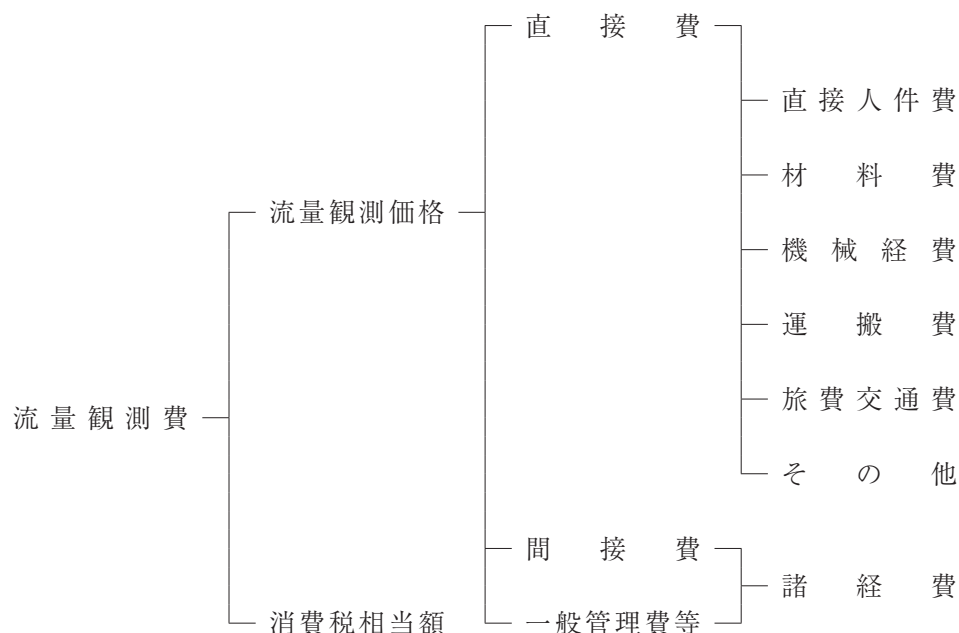 直接費
直接人件費
材料費
流量観測価格
機械経費
運搬費
旅費交通費
流量観測費
その他
間接費
諸経費
消費税相当額
一般管理費等